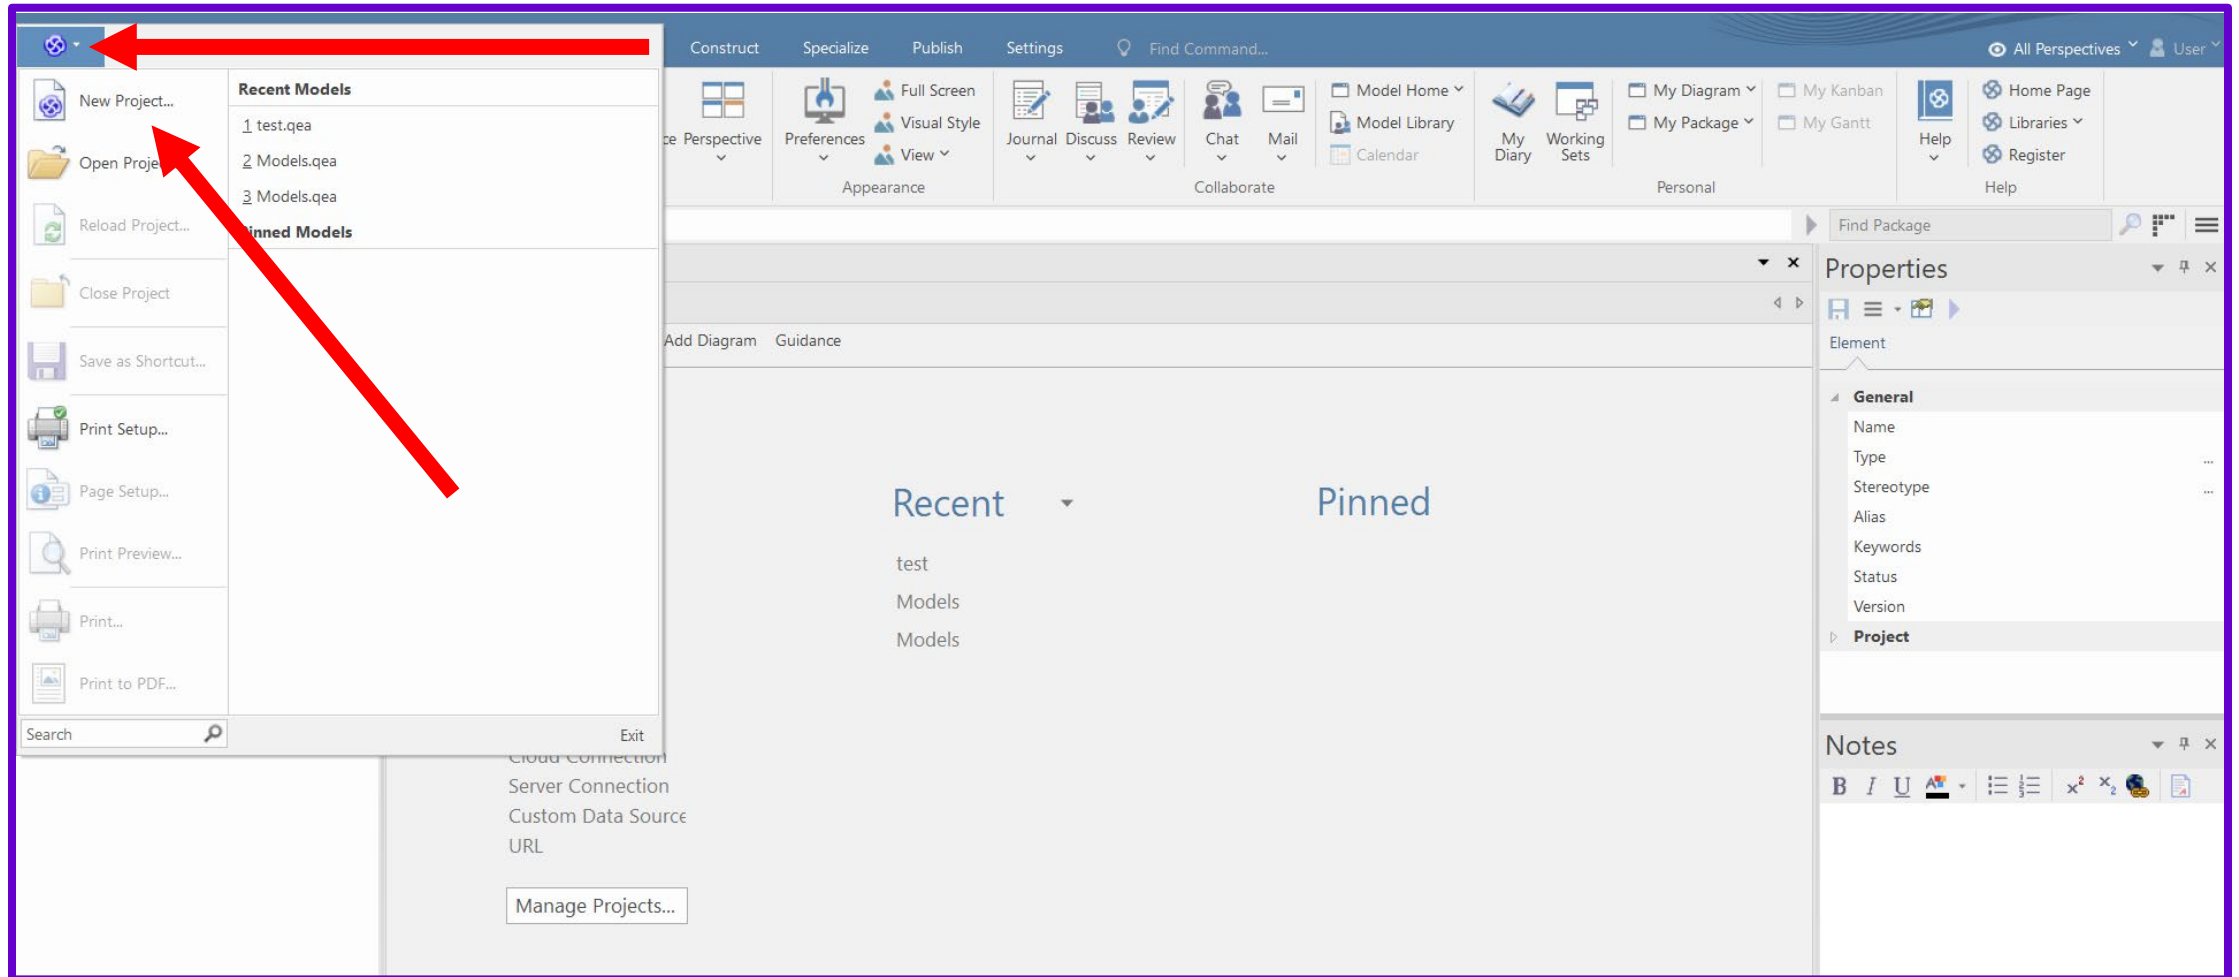 Construct Specialize Publish Settings Find Command... All Perspectives User
New Project...
Open Proje
Reload Project...
Close Project
Save as Shortcut...
Print Setup...
Page Setup...
Print Preview...
Print...
Print to PDF...
Search
Recent Models
1 test.qea
2 Models.qea
3 Models.qea
Pinned Models
Exit
ce Perspective
Preferences
Full Screen
Visual Style
View
Appearance
Journal Discuss Review
Chat Mail
Model Home
Model Library
Calendar
Collaborate
My Diary
Working Sets
My Diagram
My Package
My Kanban
My Gantt
Personal
Help
Home Page
Libraries
Register
Help
Find Package
Add Diagram Guidance
Recent
test
Models
Models
Pinned
Cloud Connection
Server Connection
Custom Data Source
URL
Manage Projects...
Properties
Element
General
Name
Type ...
Stereotype ...
Alias
Keywords
Status
Version
Project
Notes
B I U A x² x₂